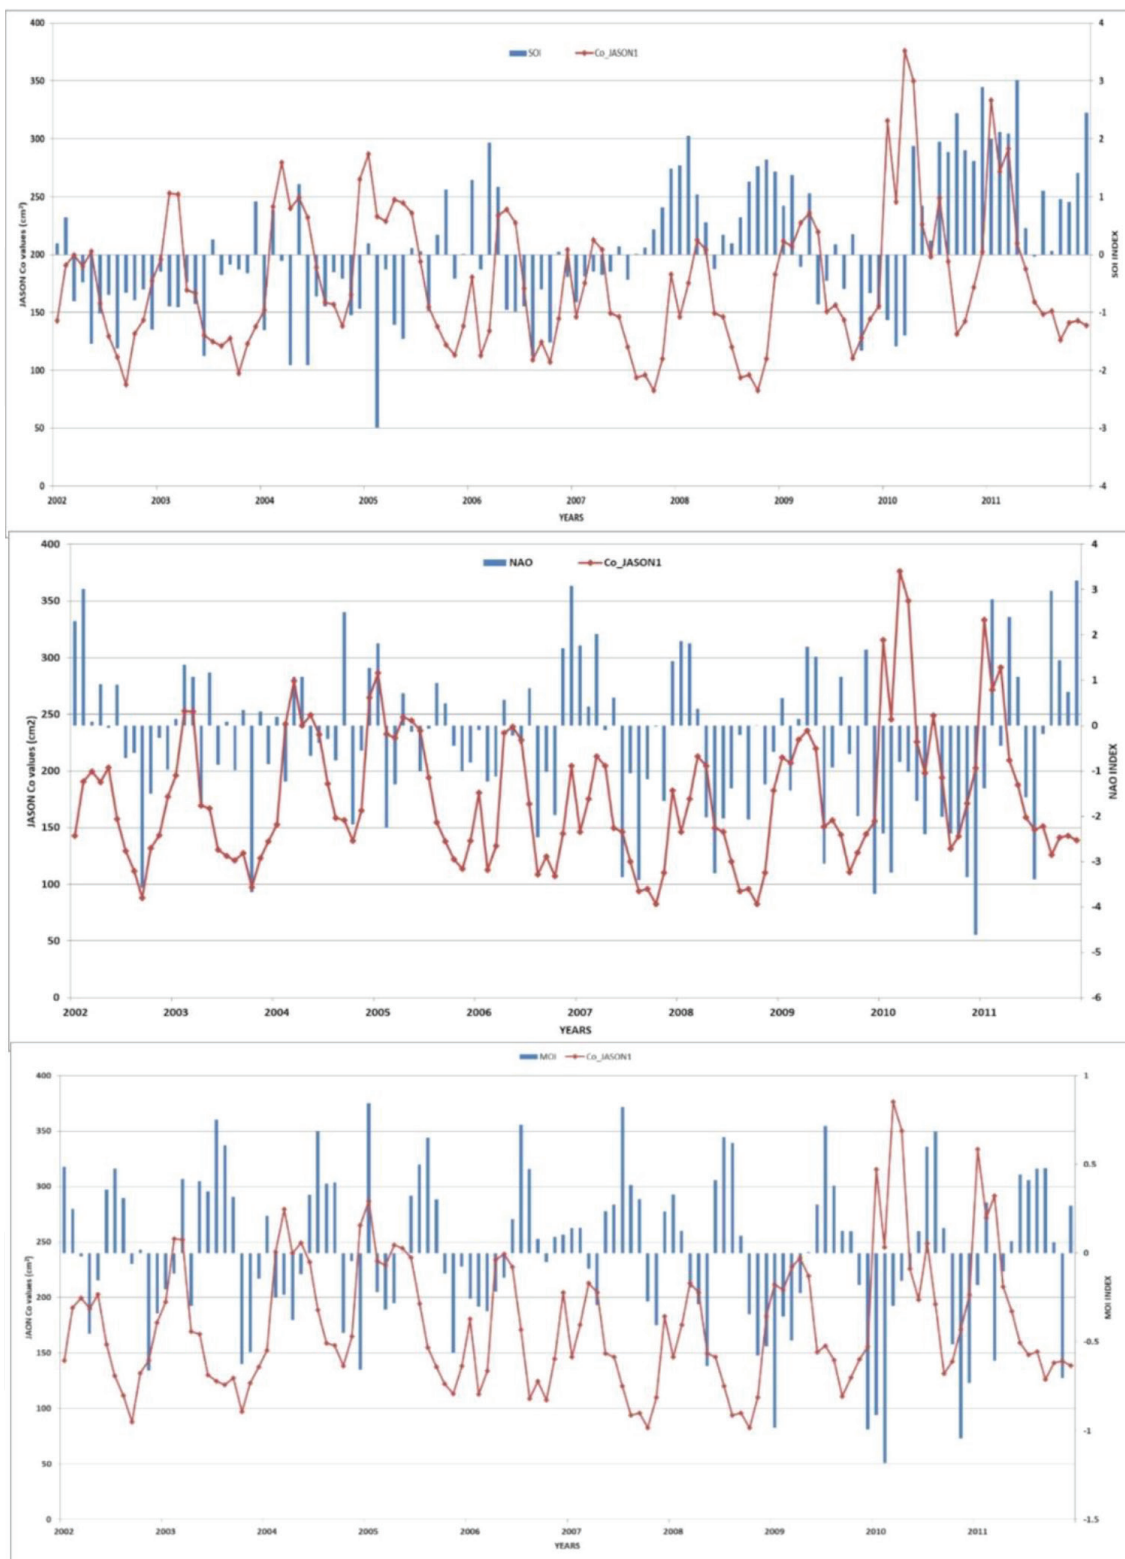 SOI Co_JASON1
400 4
350 3
300 2
250 1
200 0
150 -1
100 -2
50 -3
0 -4
JASON Co values (cm²)
SOI INDEX
2002 2003 2004 2005 2006 2007 2008 2009 2010 2011
YEARS
NAO Co_JASON1
400 4
350 3
300 2
250 1
200 0
150 -1
100 -2
50 -3
0 -4
-5
-6
JASON Co values (cm2)
NAO INDEX
2002 2003 2004 2005 2006 2007 2008 2009 2010 2011
YEARS
MOI Co_JASON1
400 1
350 0.5
300 0
250 -0.5
200 -1
150 -1.5
100
50
0
JAON Co values (cm²)
MOI INDEX
2002 2003 2004 2005 2006 2007 2008 2009 2010 2011
YEARS